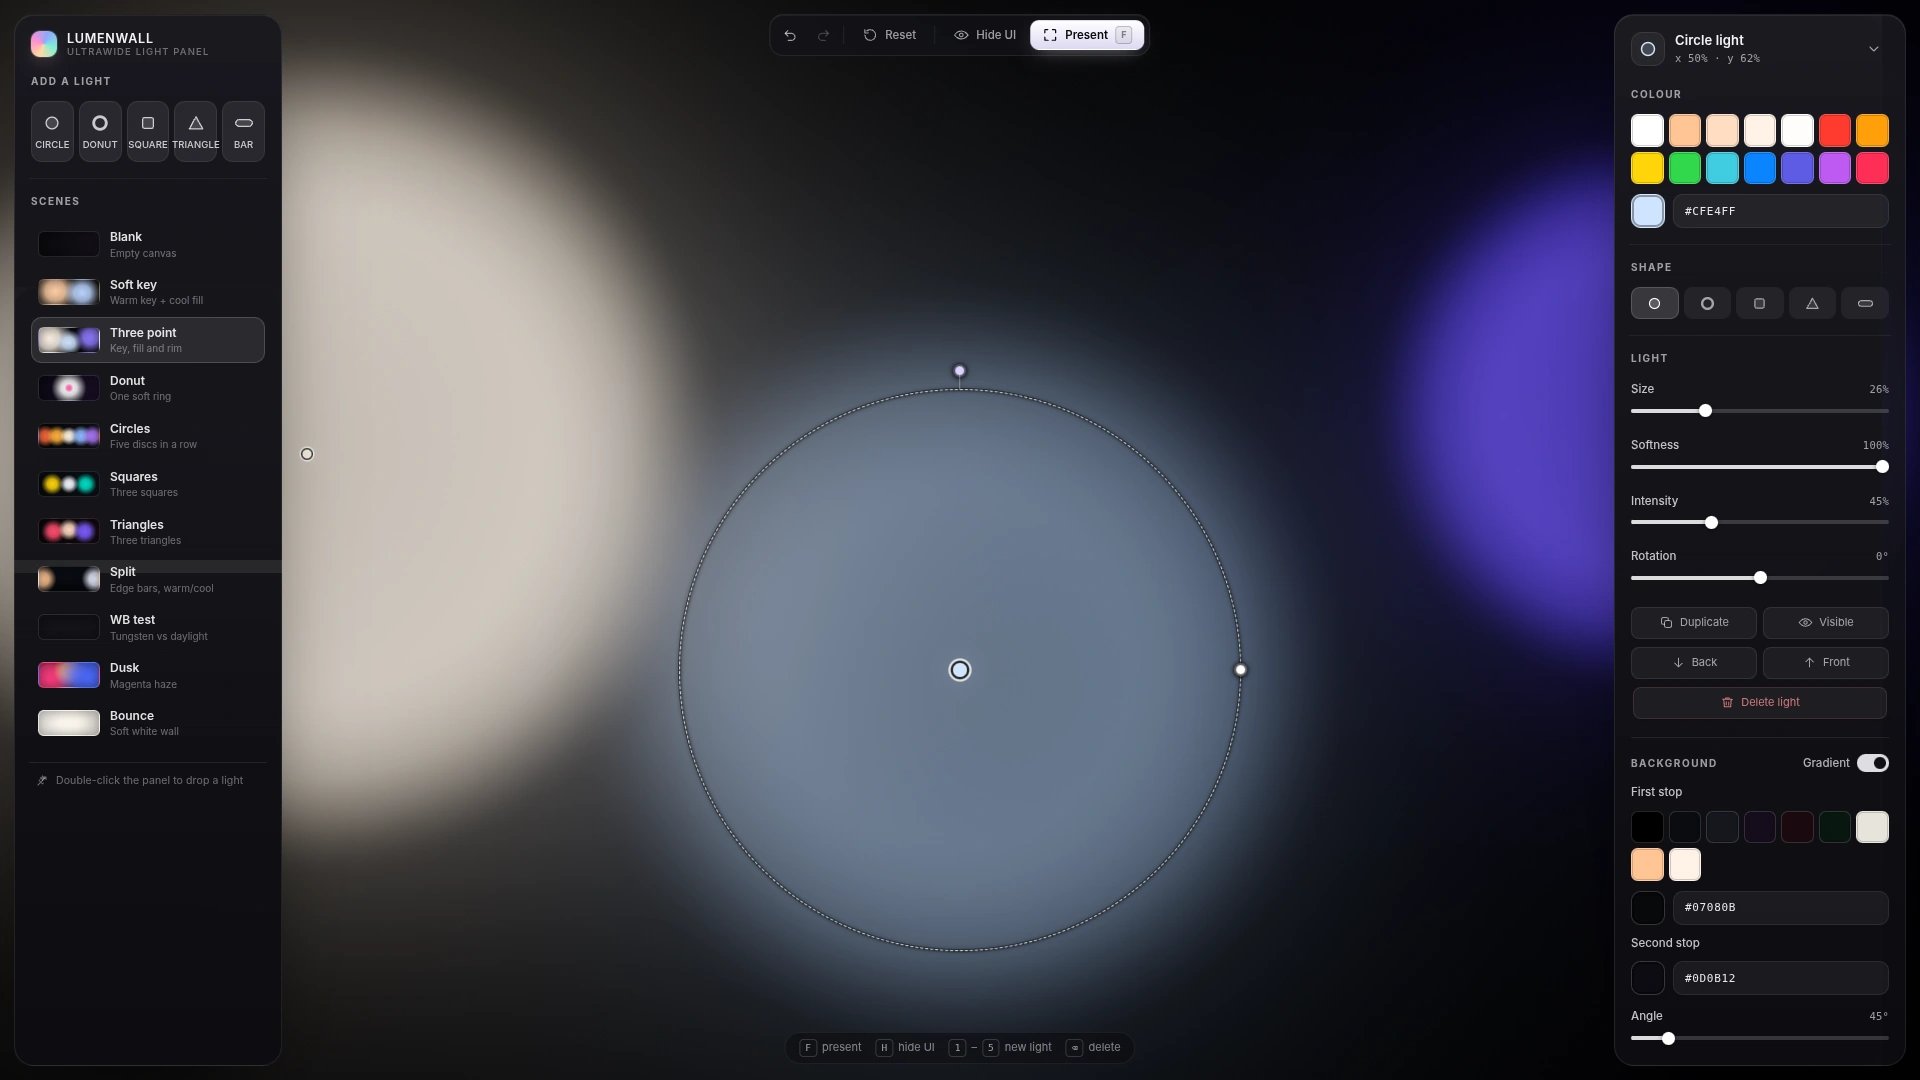 LUMENWALL
ULTRAWIDE LIGHT PANEL
ADD A LIGHT
CIRCLE DONUT SQUARE TRIANGLE BAR
SCENES
Blank
Empty canvas
Soft key
Warm key + cool fill
Three point
Key, fill and rim
Donut
One soft ring
Circles
Five discs in a row
Squares
Three squares
Triangles
Three triangles
Split
Edge bars, warm/cool
WB test
Tungsten vs daylight
Dusk
Magenta haze
Bounce
Soft white wall
Double-click the panel to drop a light
Reset Hide UI Present F
F present H hide UI 1 – 5 new light ⌫ delete
Circle light
x 50% · y 62%
COLOUR
#CFE4FF
SHAPE
LIGHT
Size 26%
Softness 100%
Intensity 45%
Rotation 0°
Duplicate Visible
Back Front
Delete light
BACKGROUND Gradient
First stop
#07080B
Second stop
#0D0B12
Angle 45°